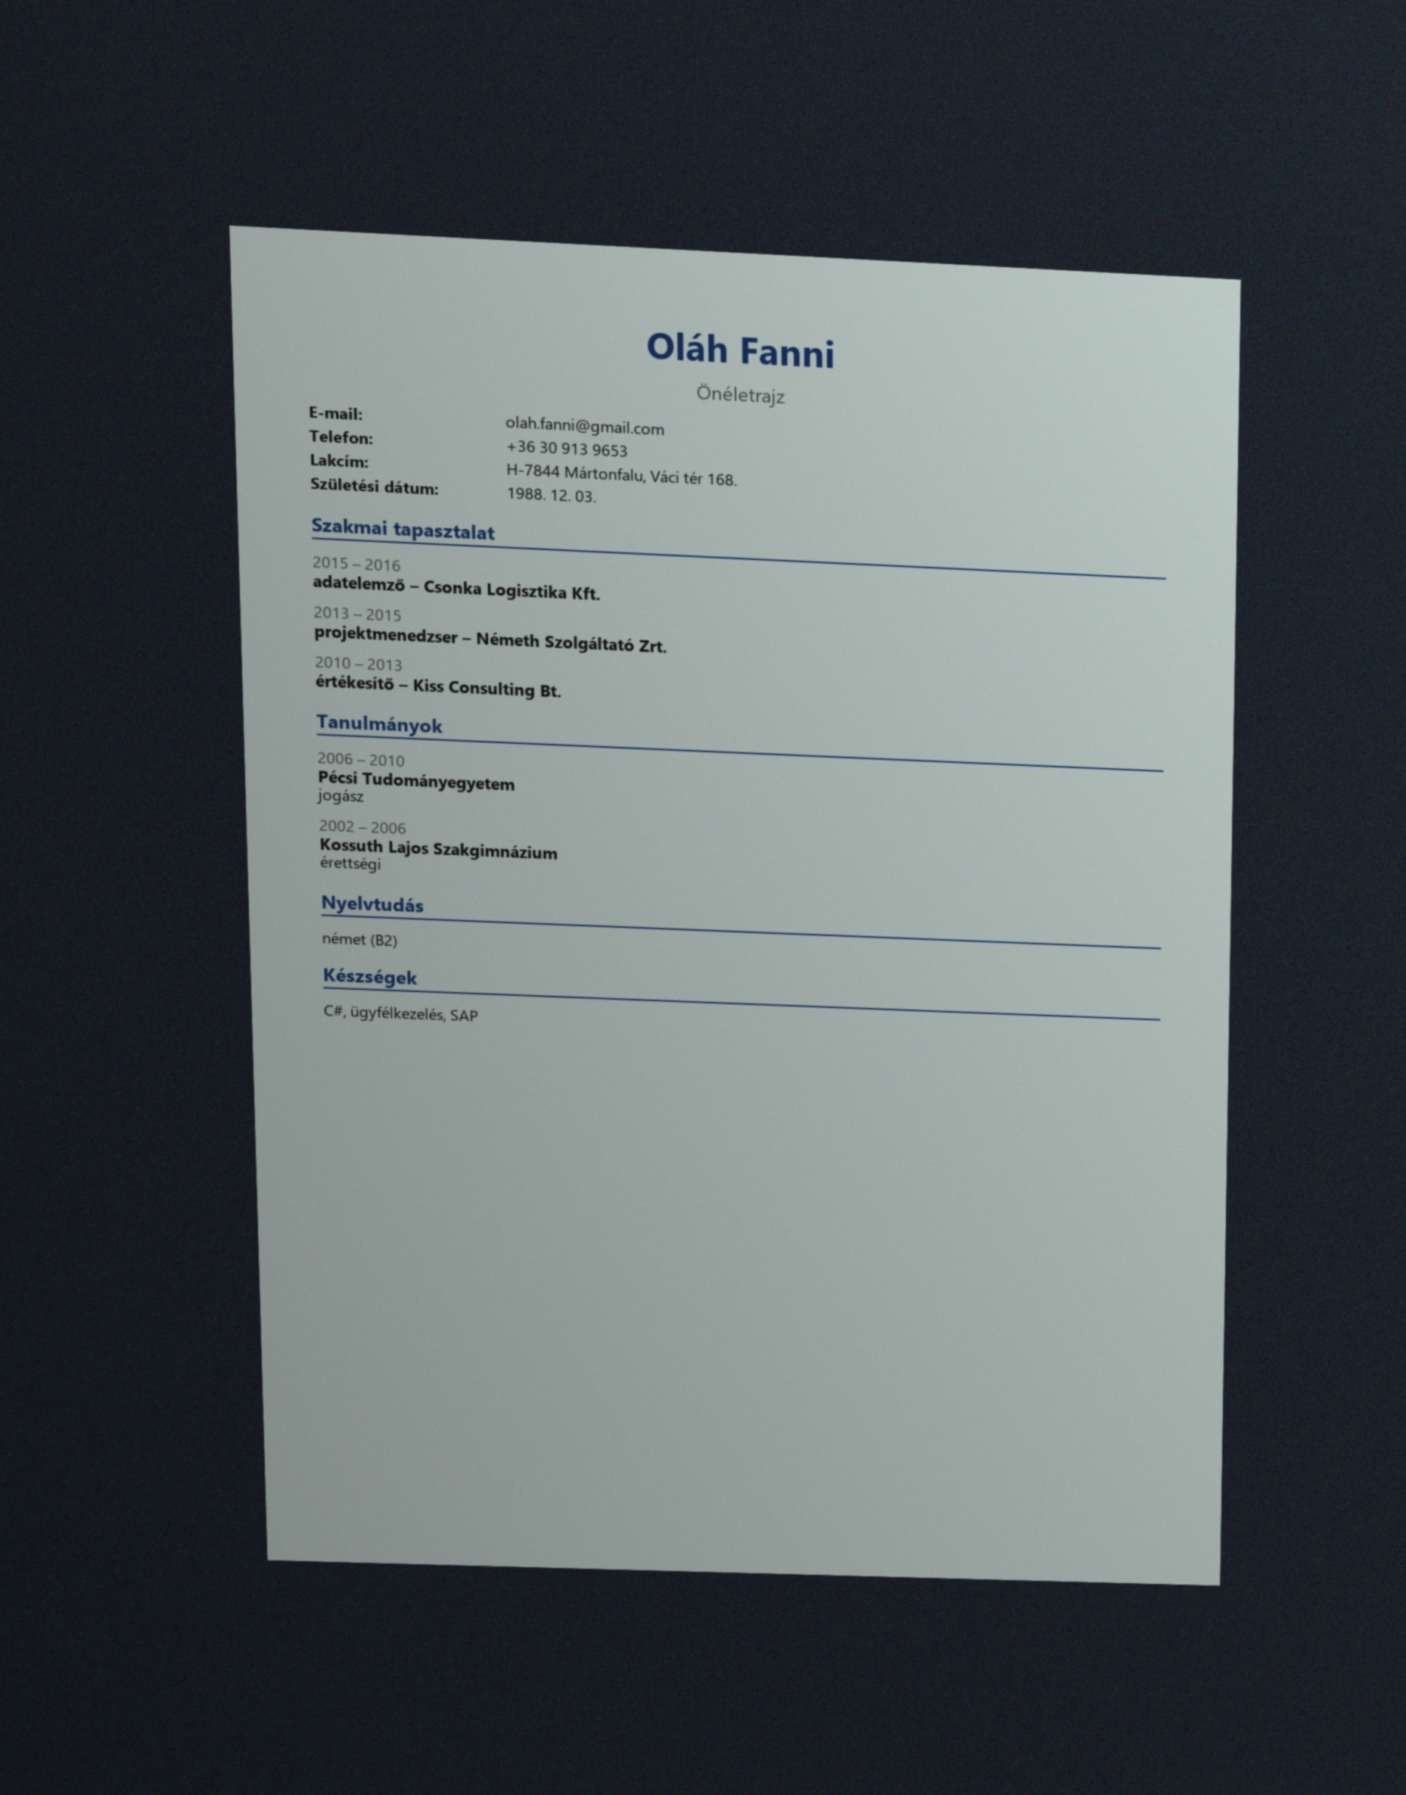 Oláh Fanni
Önéletrajz
E-mail: olah.fanni@gmail.com
Telefon: +36 30 913 9653
Lakcím: H-7844 Mártonfalu, Váci tér 168.
Születési dátum: 1988. 12. 03.
Szakmai tapasztalat
2015 – 2016
adatelemző – Csonka Logisztika Kft.
2013 – 2015
projektmenedzser – Németh Szolgáltató Zrt.
2010 – 2013
értékesítő – Kiss Consulting Bt.
Tanulmányok
2006 – 2010
Pécsi Tudományegyetem
jogász
2002 – 2006
Kossuth Lajos Szakgimnázium
érettségi
Nyelvtudás
német (B2)
Készségek
C#, ügyfélkezelés, SAP